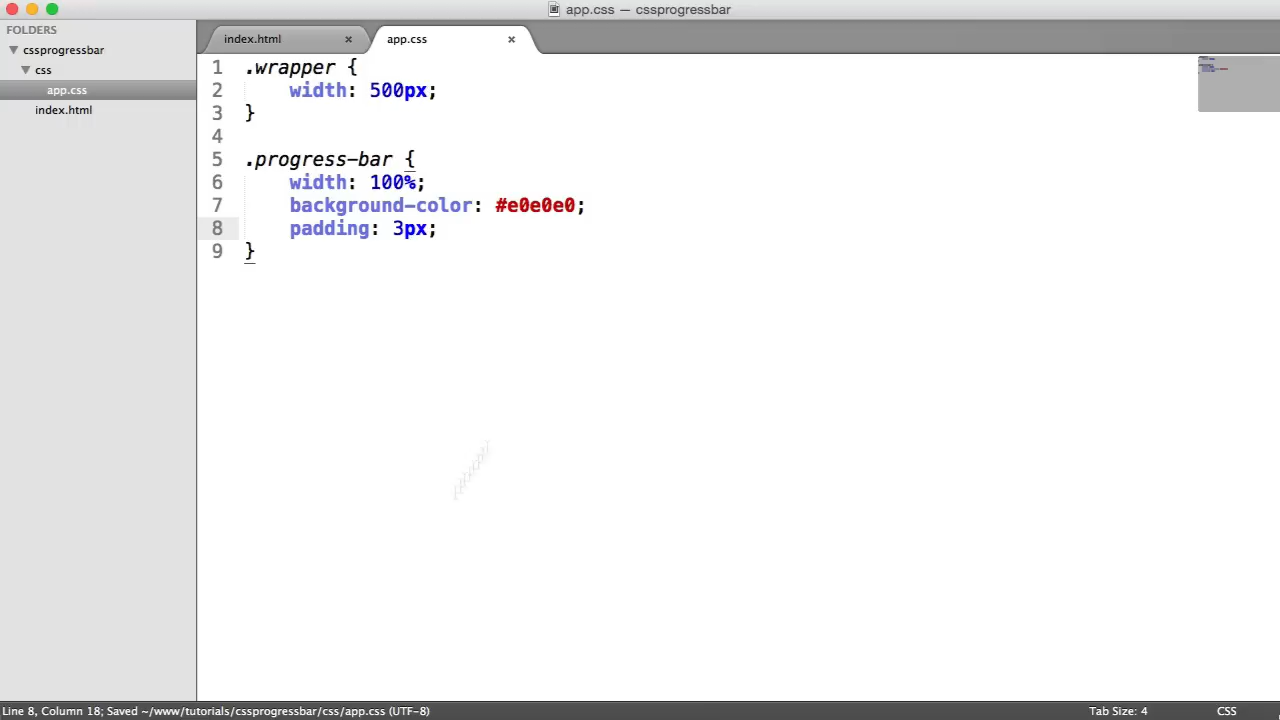 app.css — cssprogressbar
FOLDERS
cssprogressbar
css
app.css
index.html
index.html ×
app.css ×
1 .wrapper {
2 width: 500px;
3 }
4
5 .progress-bar {
6 width: 100%;
7 background-color: #e0e0e0;
8 padding: 3px;
9 }
Line 8, Column 18; Saved ~/www/tutorials/cssprogressbar/css/app.css (UTF-8)
Tab Size: 4
CSS